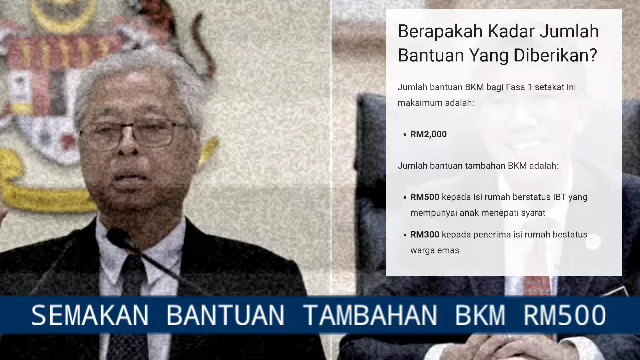 Berapakah Kadar Jumlah
Bantuan Yang Diberikan?
Jumlah bantuan BKM bagi Fasa 1 setakat ini
maksimum adalah:
• RM2,000
Jumlah bantuan tambahan BKM adalah:
• RM500 kepada isi rumah berstatus IBT yang
mempunyai anak menepati syarat
• RM300 kepada penerima isi rumah bestatus
warga emas
SEMAKAN BANTUAN TAMBAHAN BKM RM500